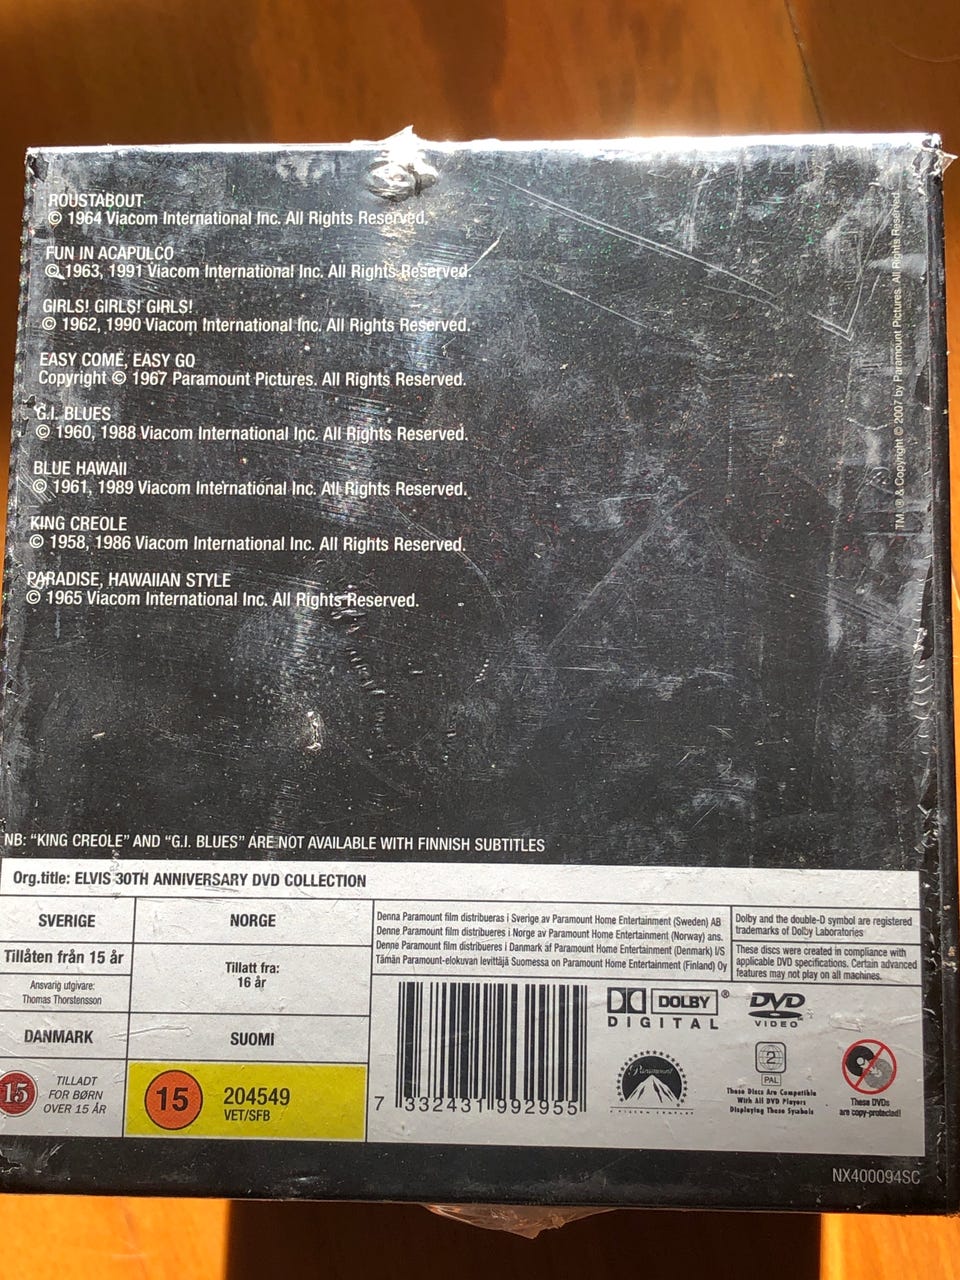 ROUSTABOUT
© 1964 Viacom International Inc. All Rights Reserved.
FUN IN ACAPULCO
© 1963, 1991 Viacom International Inc. All Rights Reserved.
GIRLS! GIRLS! GIRLS!
© 1962, 1990 Viacom International Inc. All Rights Reserved.
EASY COME, EASY GO
Copyright © 1967 Paramount Pictures. All Rights Reserved.
G.I. BLUES
© 1960, 1988 Viacom International Inc. All Rights Reserved.
BLUE HAWAII
© 1961, 1989 Viacom International Inc. All Rights Reserved.
KING CREOLE
© 1958, 1986 Viacom International Inc. All Rights Reserved.
PARADISE, HAWAIIAN STYLE
© 1965 Viacom International Inc. All Rights Reserved.
TM, ® & Copyright © 2007 by Paramount Pictures. All Rights Reserved.
NB: “KING CREOLE” AND “G.I. BLUES” ARE NOT AVAILABLE WITH FINNISH SUBTITLES
Org.title: ELVIS 30TH ANNIVERSARY DVD COLLECTION
SVERIGE
Tillåten från 15 år
Ansvarig utgivare:
Thomas Thorstensson
NORGE
Tillatt fra:
16 år
DANMARK
15
TILLADT
FOR BØRN
OVER 15 ÅR
SUOMI
15
204549
VET/SFB
Denna Paramount film distribueras i Sverige av Paramount Home Entertainment (Sweden) AB
Denne Paramount film distribueres i Norge av Paramount Home Entertainment (Norway) ans.
Denne Paramount film distribueres i Danmark af Paramount Home Entertainment (Denmark) I/S
Tämän Paramount-elokuvan levittäjä Suomessa on Paramount Home Entertainment (Finland) Oy
Dolby and the double-D symbol are registered
trademarks of Dolby Laboratories
These discs were created in compliance with
applicable DVD specifications. Certain advanced
features may not play on all machines.
7 332431 992955
DOLBY ®
DIGITAL
DVD
VIDEO
Paramount
2
PAL
These Discs Are Compatible
With All DVD Players
Displaying These Symbols
These DVDs
are copy-protected!
NX400094SC